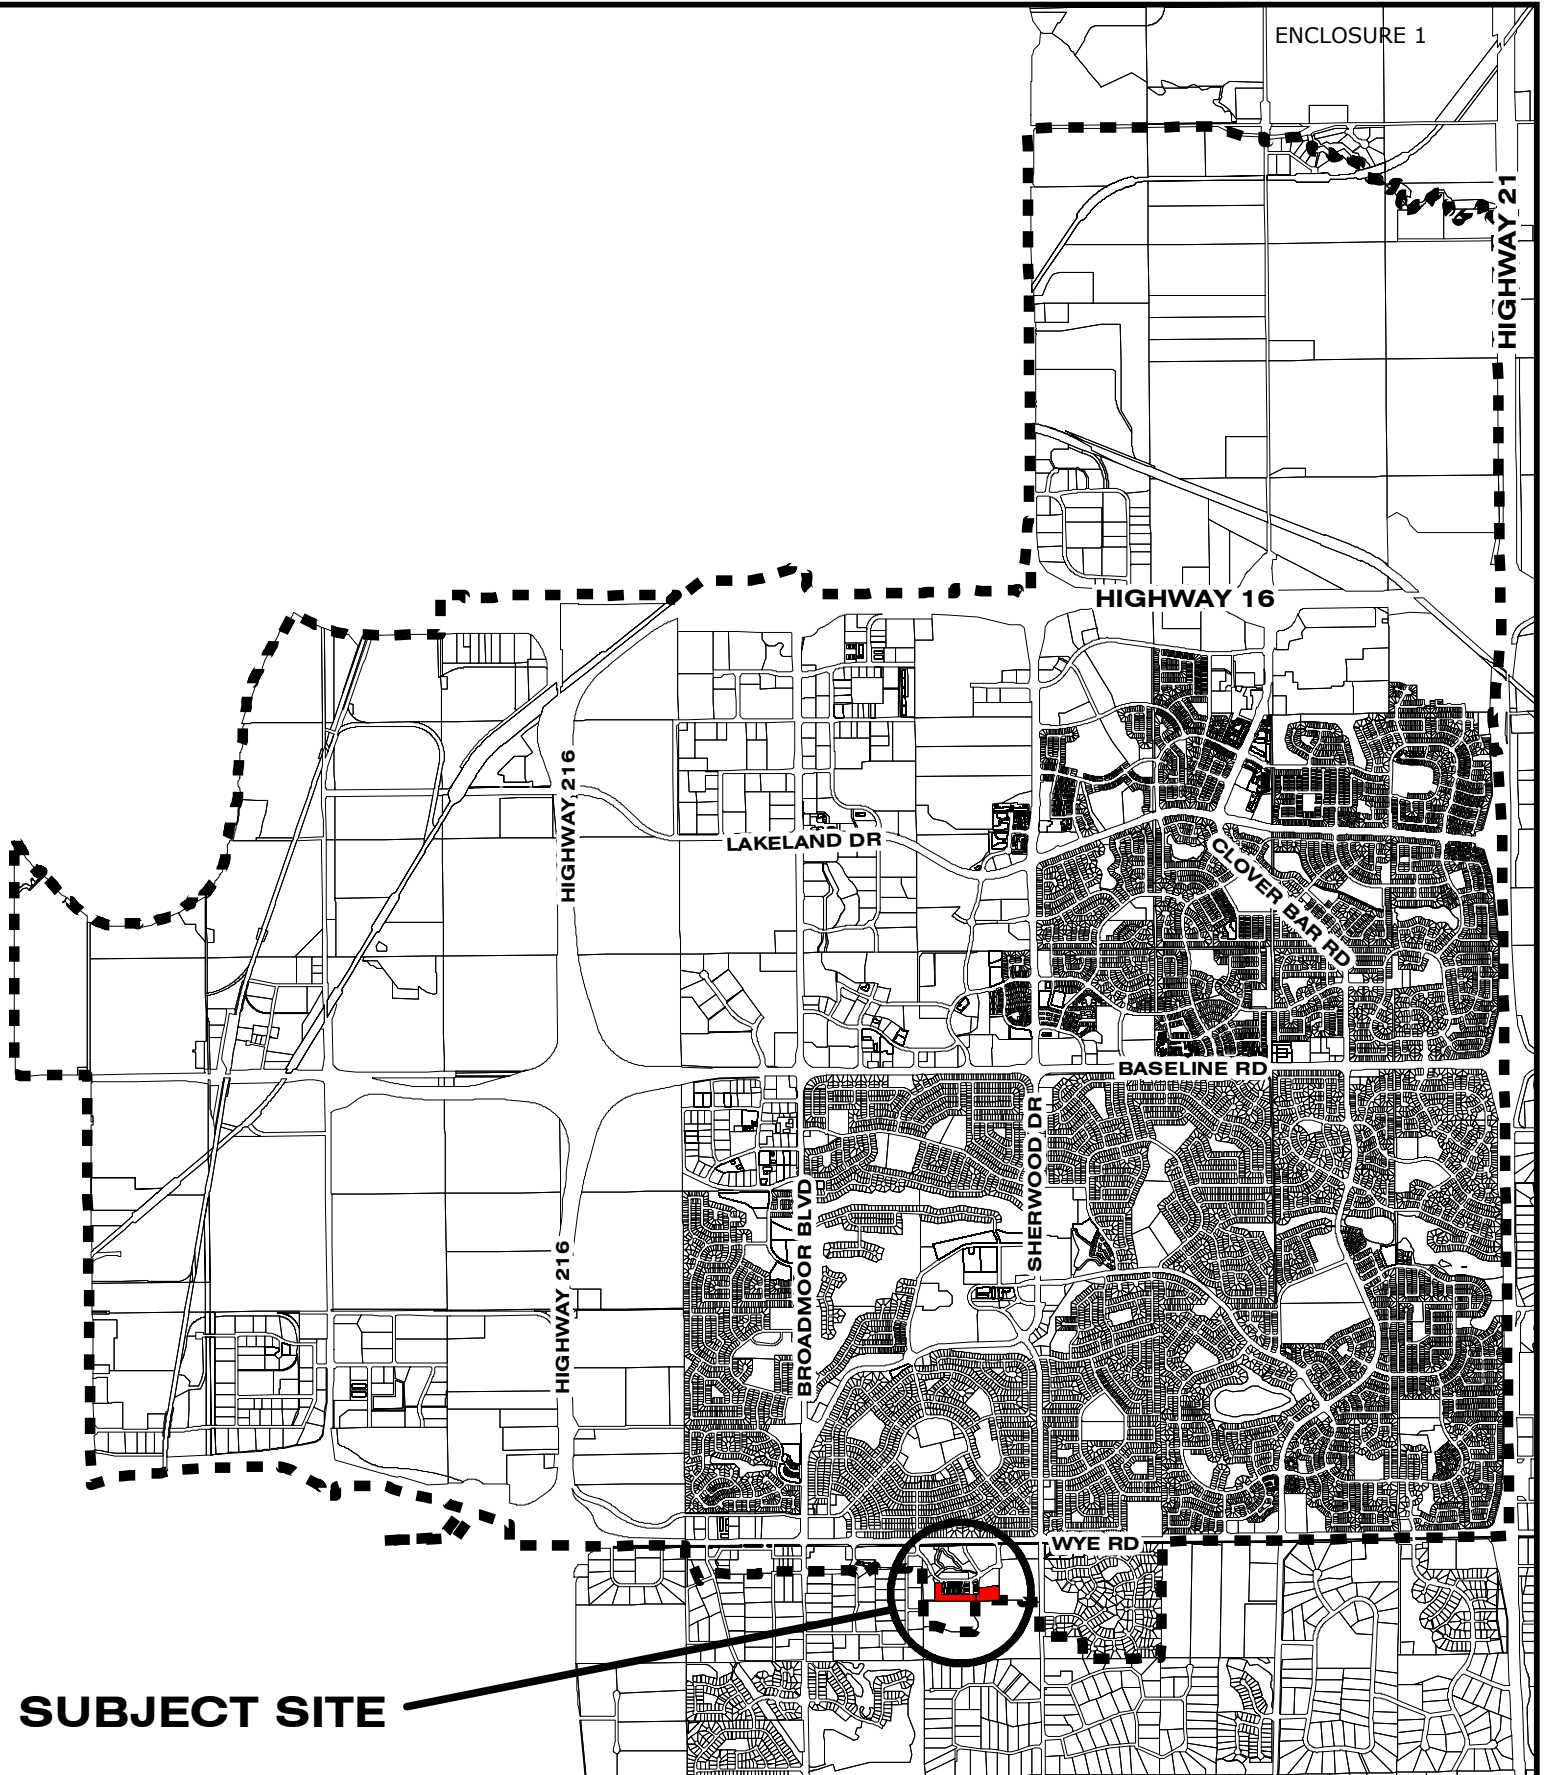 ENCLOSURE 1
HIGHWAY 21
HIGHWAY 16
HIGHWAY 216
LAKELAND DR
CLOVER BAR RD
BASELINE RD
SHERWOOD DR
BROADMOOR BLVD
HIGHWAY 216
WYE RD
SUBJECT SITE